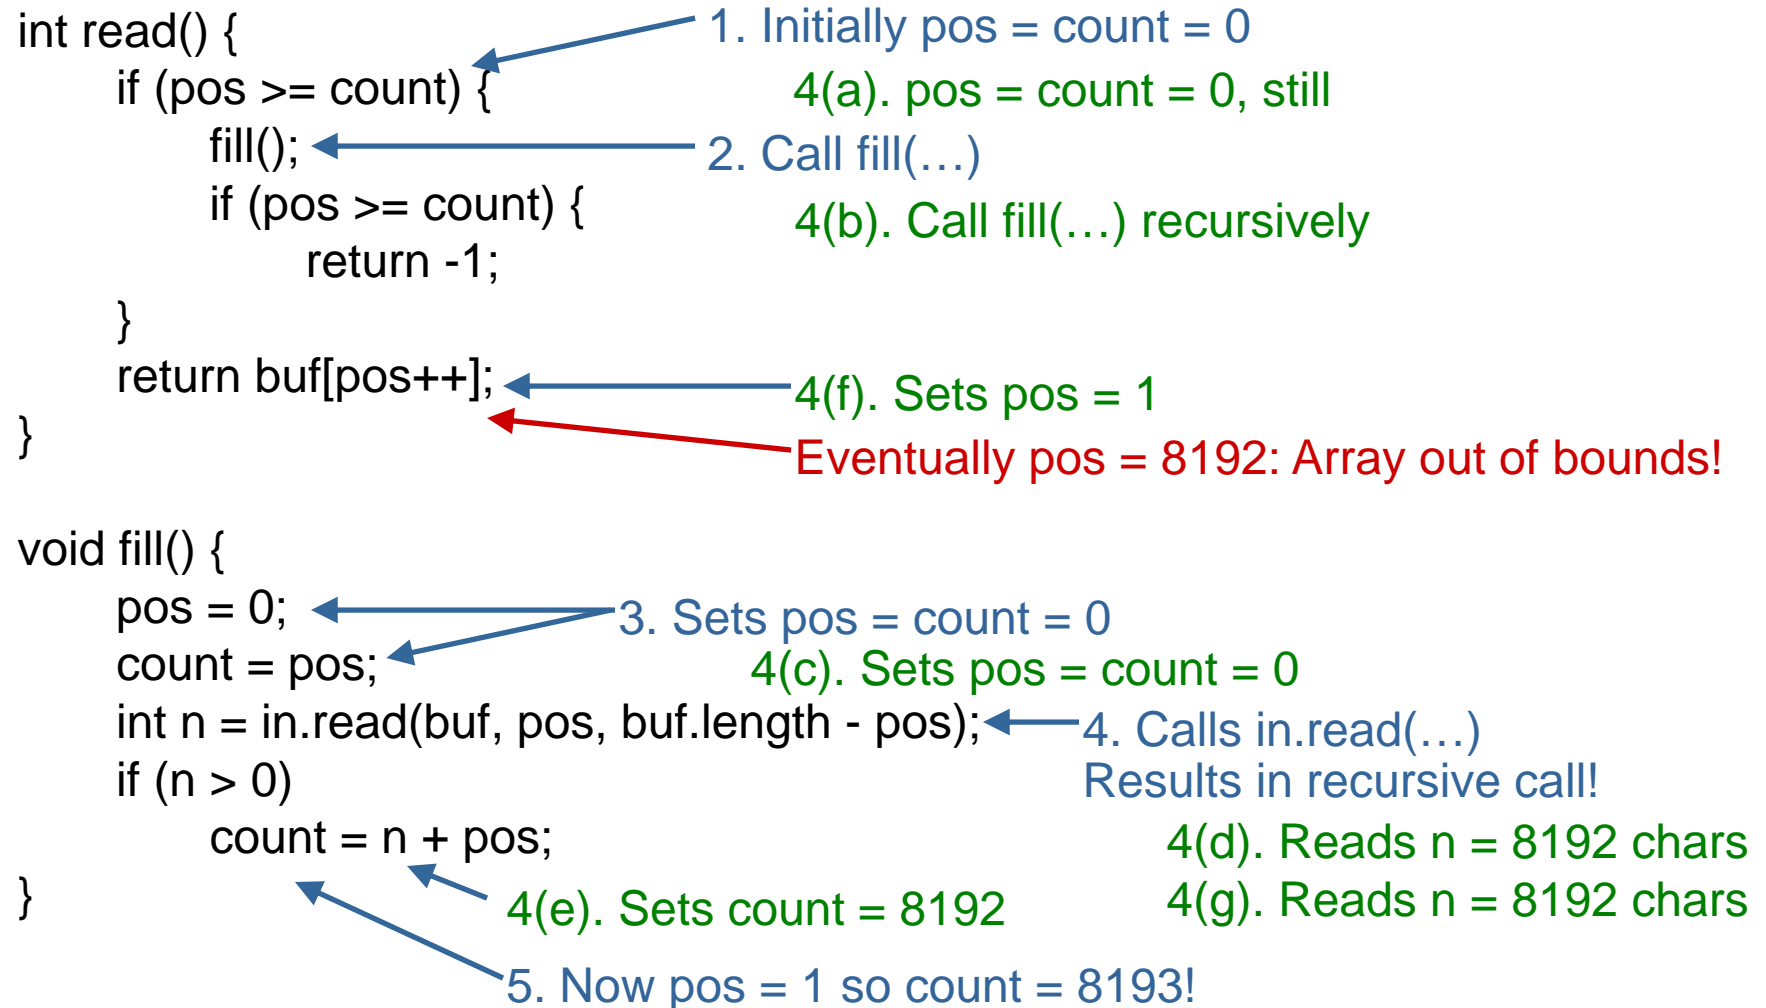 int read() {
1. Initially pos = count = 0
if (pos >= count) {
4(a). pos = count = 0, still
fill();
2. Call fill(…)
if (pos >= count) {
4(b). Call fill(…) recursively
return -1;
}
return buf[pos++];
4(f). Sets pos = 1
}
Eventually pos = 8192: Array out of bounds!
void fill() {
pos = 0;
3. Sets pos = count = 0
count = pos;
4(c). Sets pos = count = 0
int n = in.read(buf, pos, buf.length - pos);
4. Calls in.read(…)
Results in recursive call!
if (n > 0)
count = n + pos;
4(d). Reads n = 8192 chars
}
4(e). Sets count = 8192
4(g). Reads n = 8192 chars
5. Now pos = 1 so count = 8193!